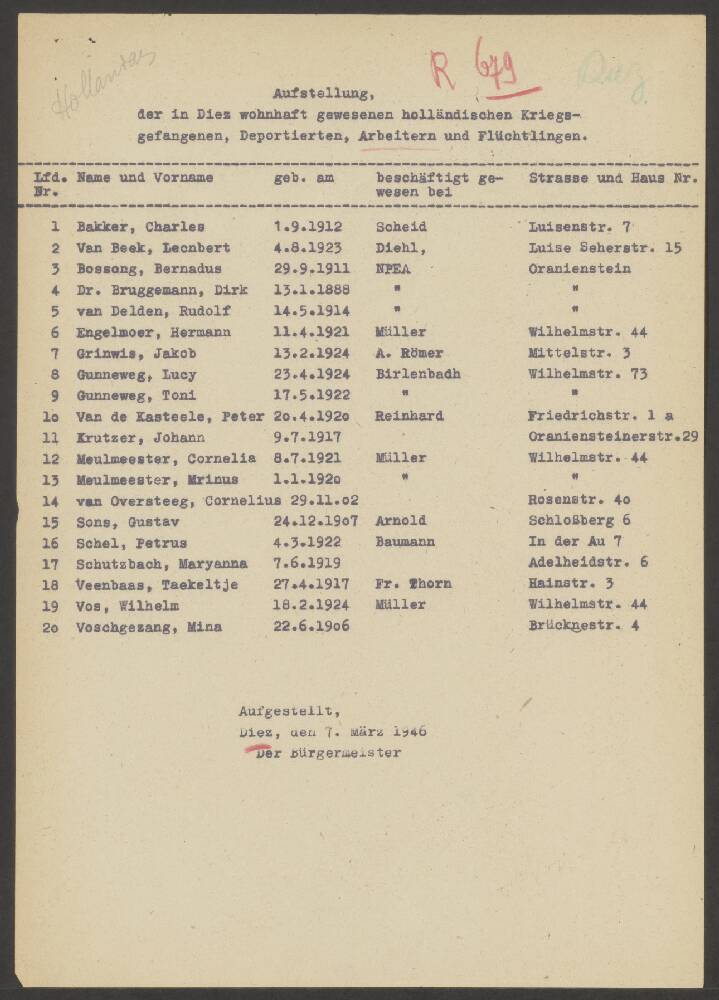 Hollandais
R 679
Diez
Aufstellung,
der in Diez wohnhaft gewesenen holländischen Kriegs-
gefangenen, Deportierten, Arbeitern und Flüchtlingen.
Lfd. Name und Vorname geb. am beschäftigt ge- Strasse und Haus Nr.
Nr. wesen bei
1 Bakker, Charles 1.9.1912 Scheid Luisenstr. 7
2 Van Beek, Leonbert 4.8.1923 Diehl, Luise Seherstr. 15
3 Bossong, Bernadus 29.9.1911 NPEA Oranienstein
4 Dr. Bruggemann, Dirk 13.1.1888 " "
5 van Delden, Rudolf 14.5.1914 " "
6 Engelmoer, Hermann 11.4.1921 Müller Wilhelmstr. 44
7 Grinwis, Jakob 13.2.1924 A. Römer Mittelstr. 3
8 Gunneweg, Lucy 23.4.1924 Birlenbadh Wilhelmstr. 73
9 Gunneweg, Toni 17.5.1922 " "
lo Van de Kasteele, Peter 2o.4.192o Reinhard Friedrichstr. 1 a
11 Krutzer, Johann 9.7.1917 Oraniensteinerstr.29
12 Meulmeester, Cornelia 8.7.1921 Müller Wilhelmstr. 44
13 Meulmeester, Mrinus 1.1.192o " "
14 van Oversteeg, Cornelius 29.11.o2 Rosenstr. 4o
15 Sons, Gustav 24.12.19o7 Arnold Schloßberg 6
16 Schel, Petrus 4.3.1922 Baumann In der Au 7
17 Schutzbach, Maryanna 7.6.1919 Adelheidstr. 6
18 Veenbaas, Taekeltje 27.4.1917 Fr. Thorn Hainstr. 3
19 Vos, Wilhelm 18.2.1924 Müller Wilhelmstr. 44
2o Voschgezang, Mina 22.6.19o6 Brücknestr. 4
Aufgestellt,
Diez, den 7. März 1946
Der Bürgermeister